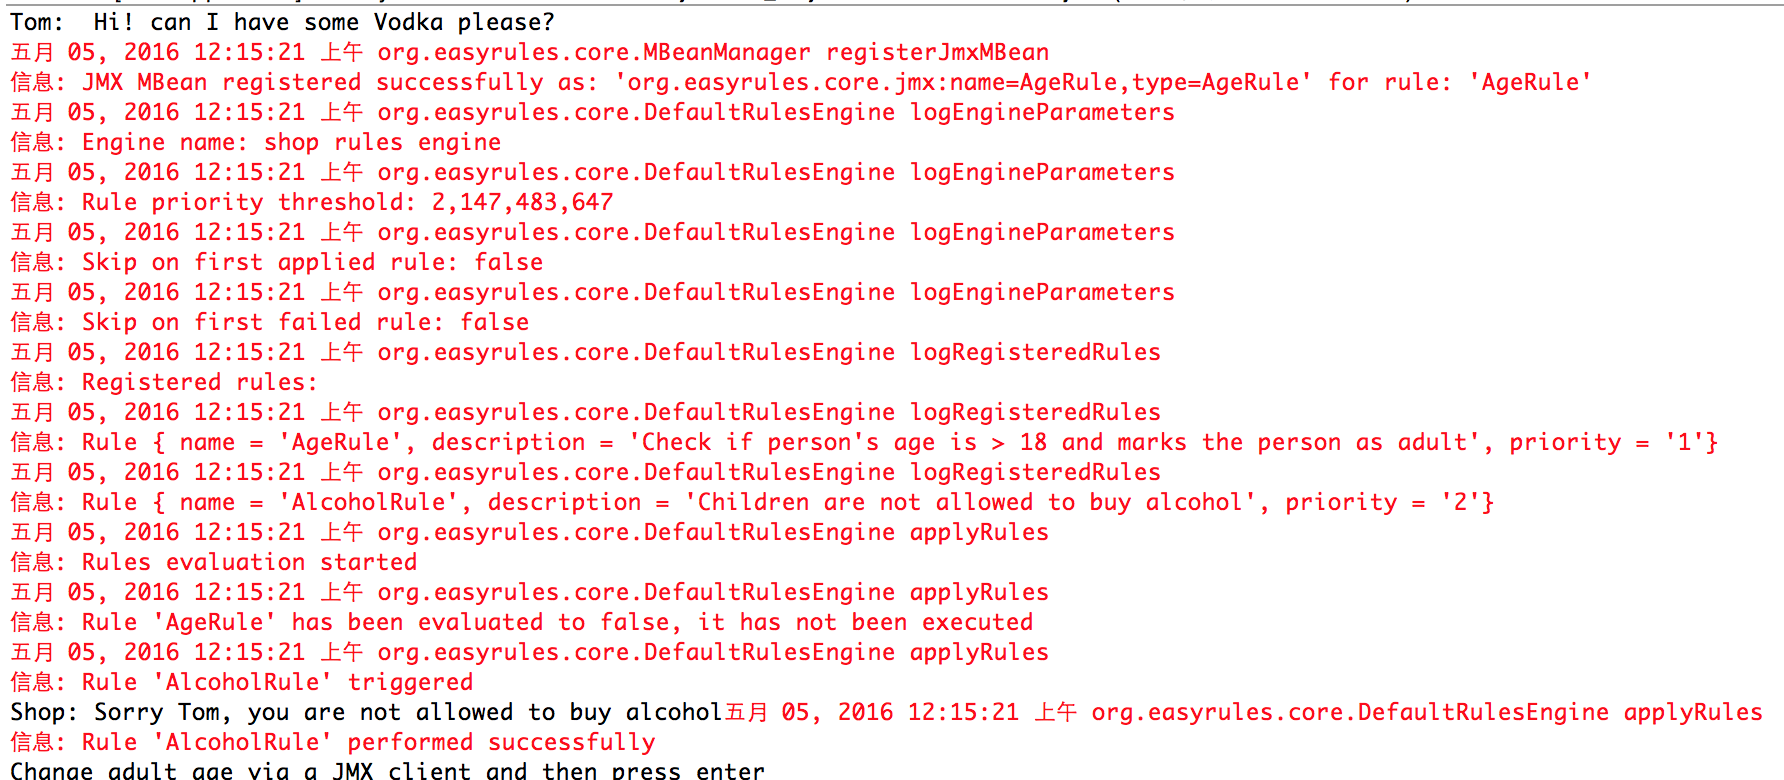 Tom:  Hi! can I have some Vodka please?
五月 05, 2016 12:15:21 上午 org.easyrules.core.MBeanManager registerJmxMBean
信息: JMX MBean registered successfully as: 'org.easyrules.core.jmx:name=AgeRule,type=AgeRule' for rule: 'AgeRule'
五月 05, 2016 12:15:21 上午 org.easyrules.core.DefaultRulesEngine logEngineParameters
信息: Engine name: shop rules engine
五月 05, 2016 12:15:21 上午 org.easyrules.core.DefaultRulesEngine logEngineParameters
信息: Rule priority threshold: 2,147,483,647
五月 05, 2016 12:15:21 上午 org.easyrules.core.DefaultRulesEngine logEngineParameters
信息: Skip on first applied rule: false
五月 05, 2016 12:15:21 上午 org.easyrules.core.DefaultRulesEngine logEngineParameters
信息: Skip on first failed rule: false
五月 05, 2016 12:15:21 上午 org.easyrules.core.DefaultRulesEngine logRegisteredRules
信息: Registered rules:
五月 05, 2016 12:15:21 上午 org.easyrules.core.DefaultRulesEngine logRegisteredRules
信息: Rule { name = 'AgeRule', description = 'Check if person's age is > 18 and marks the person as adult', priority = '1'}
五月 05, 2016 12:15:21 上午 org.easyrules.core.DefaultRulesEngine logRegisteredRules
信息: Rule { name = 'AlcoholRule', description = 'Children are not allowed to buy alcohol', priority = '2'}
五月 05, 2016 12:15:21 上午 org.easyrules.core.DefaultRulesEngine applyRules
信息: Rules evaluation started
五月 05, 2016 12:15:21 上午 org.easyrules.core.DefaultRulesEngine applyRules
信息: Rule 'AgeRule' has been evaluated to false, it has not been executed
五月 05, 2016 12:15:21 上午 org.easyrules.core.DefaultRulesEngine applyRules
信息: Rule 'AlcoholRule' triggered
Shop: Sorry Tom, you are not allowed to buy alcohol五月 05, 2016 12:15:21 上午 org.easyrules.core.DefaultRulesEngine applyRules
信息: Rule 'AlcoholRule' performed successfully
Change adult age via a JMX client and then press enter